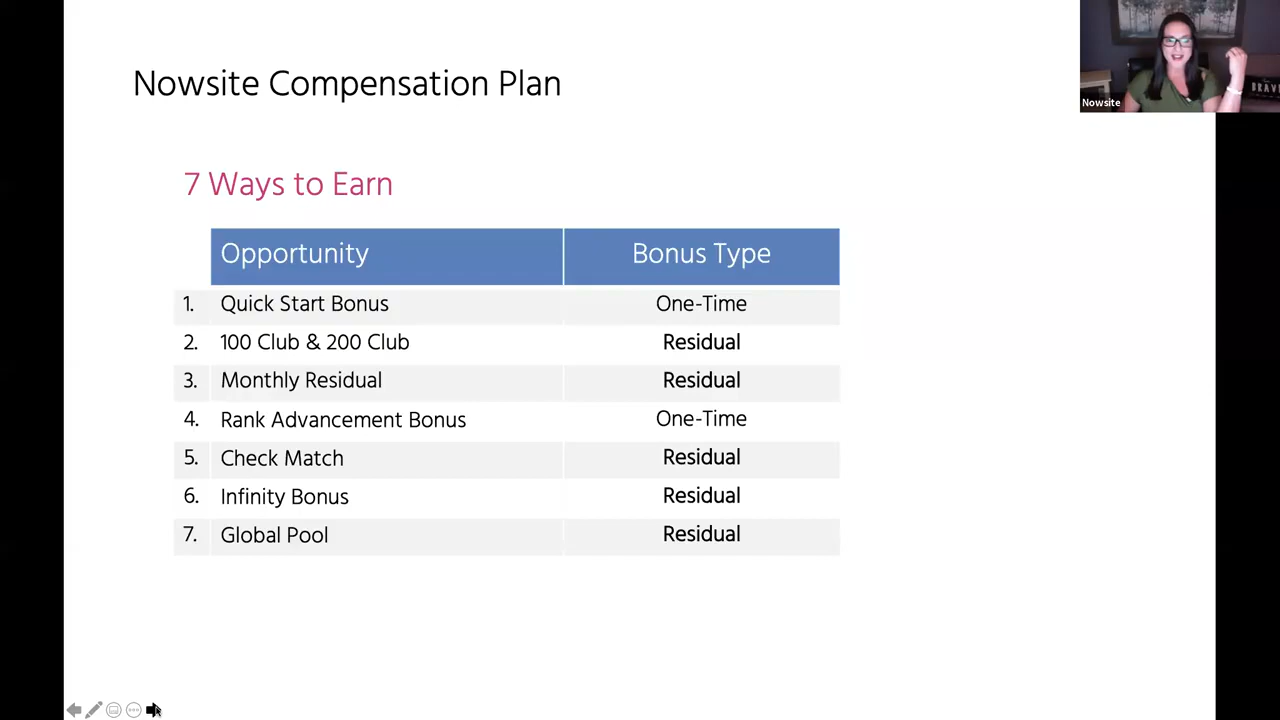 Nowsite Compensation Plan
Nowsite
BRAV
7 Ways to Earn
Opportunity Bonus Type
1. Quick Start Bonus One-Time
2. 100 Club & 200 Club Residual
3. Monthly Residual Residual
4. Rank Advancement Bonus One-Time
5. Check Match Residual
6. Infinity Bonus Residual
7. Global Pool Residual